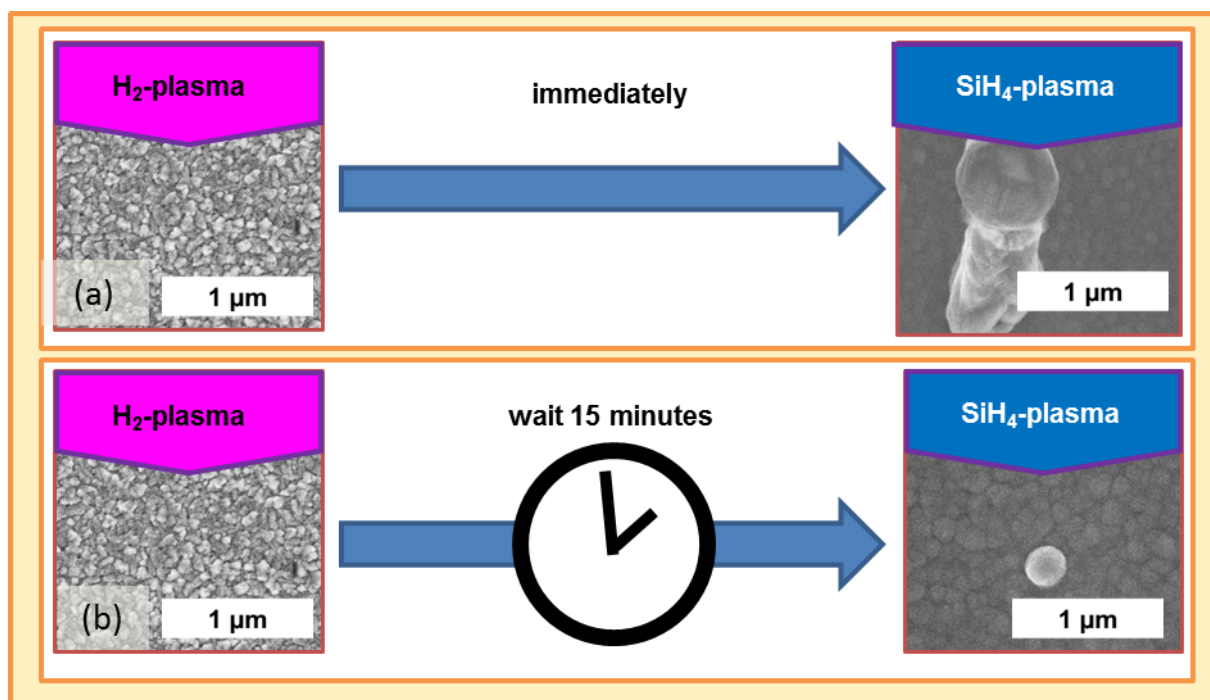 H₂-plasma
immediately
SiH₄-plasma
(a)
1 µm
1 µm
H₂-plasma
wait 15 minutes
SiH₄-plasma
(b)
1 µm
1 µm